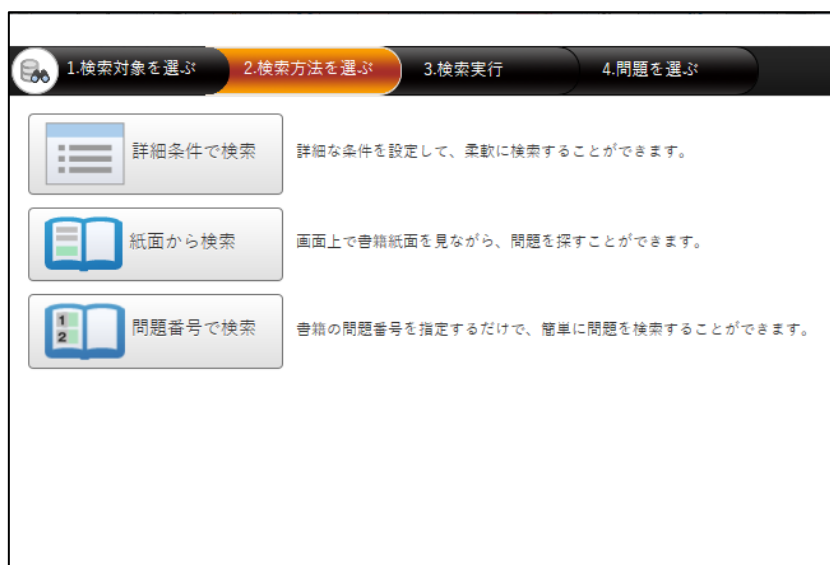 1.検索対象を選ぶ 2.検索方法を選ぶ 3.検索実行 4.問題を選ぶ
詳細条件で検索 詳細な条件を設定して、柔軟に検索することができます。
紙面から検索 画面上で書籍紙面を見ながら、問題を探すことができます。
1
2
問題番号で検索 書籍の問題番号を指定するだけで、簡単に問題を検索することができます。